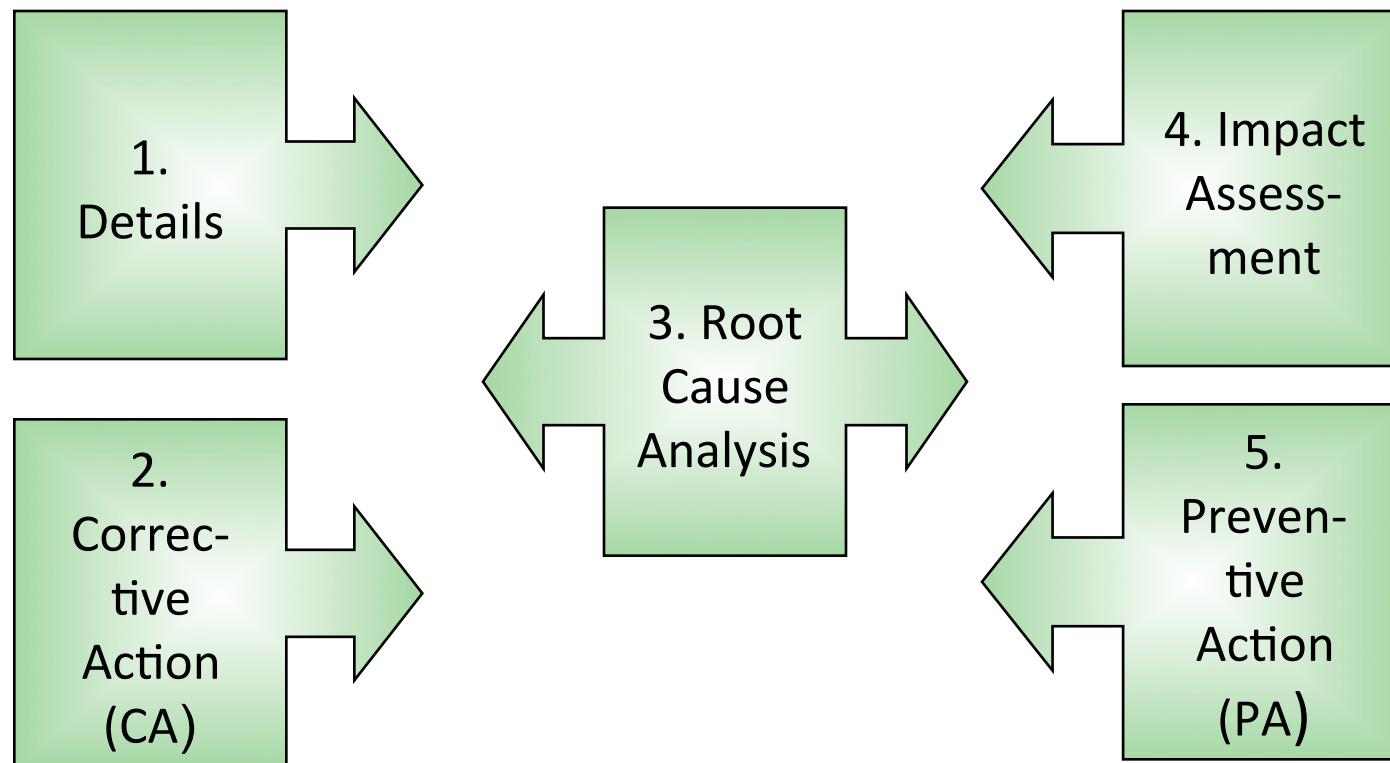 1.
Details
2.
Correc-
tive
Action
(CA)
3. Root
Cause
Analysis
4. Impact
Assess-
ment
5.
Preven-
tive
Action
(PA)